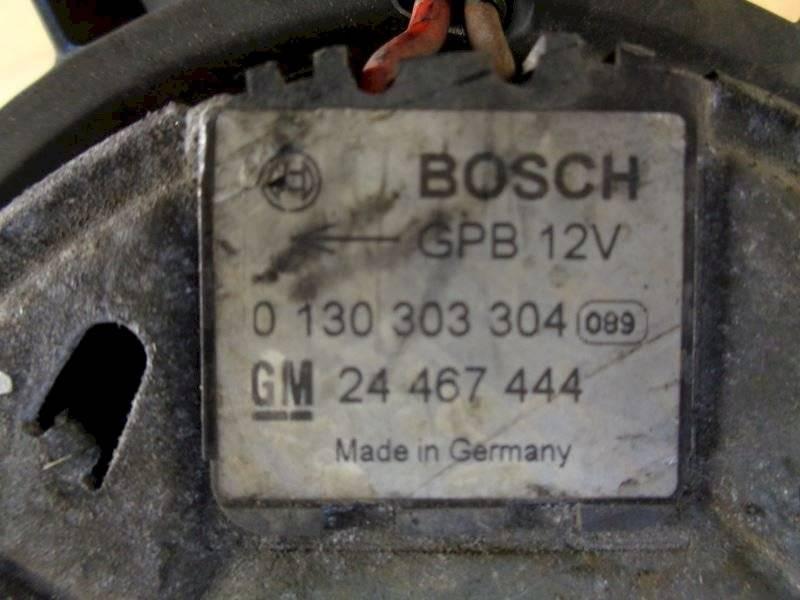 BOSCH
GPB 12V
0 130 303 304 089
GM 24 467 444
Made in Germany